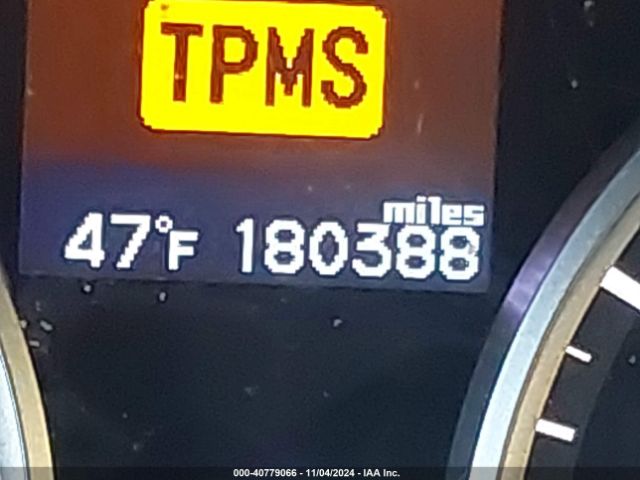 TPMS
miles
47°F 180388
000-40779066 - 11/04/2024 - IAA Inc.